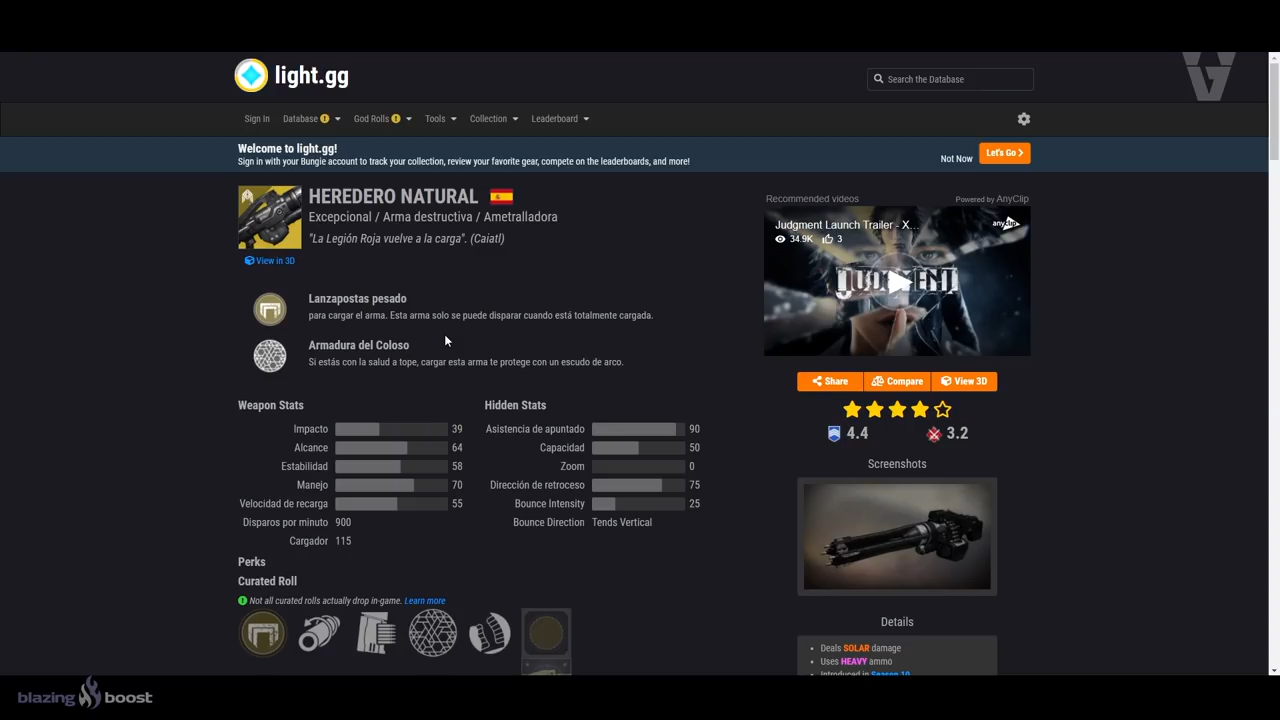 light.gg
Search the Database
Sign In Database God Rolls Tools Collection Leaderboard
Welcome to light.gg!
Sign in with your Bungie account to track your collection, review your favorite gear, compete on the leaderboards, and more!
Not Now Let's Go
HEREDERO NATURAL
Excepcional / Arma destructiva / Ametralladora
"La Legión Roja vuelve a la carga". (Caiatl)
View in 3D
Lanzapostas pesado
para cargar el arma. Esta arma solo se puede disparar cuando está totalmente cargada.
Armadura del Coloso
Si estás con la salud a tope, cargar esta arma te protege con un escudo de arco.
Weapon Stats
Impacto 39
Alcance 64
Estabilidad 58
Manejo 70
Velocidad de recarga 55
Disparos por minuto 900
Cargador 115
Hidden Stats
Asistencia de apuntado 90
Capacidad 50
Zoom 0
Dirección de retroceso 75
Bounce Intensity 25
Bounce Direction Tends Vertical
Perks
Curated Roll
Not all curated rolls actually drop in-game. Learn more
Recommended videos Powered by AnyClip
Judgment Launch Trailer - X...
34.9K 3
anyclip
JUDGMENT
Share Compare View 3D
4.4 3.2
Screenshots
Details
Deals SOLAR damage
Uses HEAVY ammo
Introduced in
blazing boost